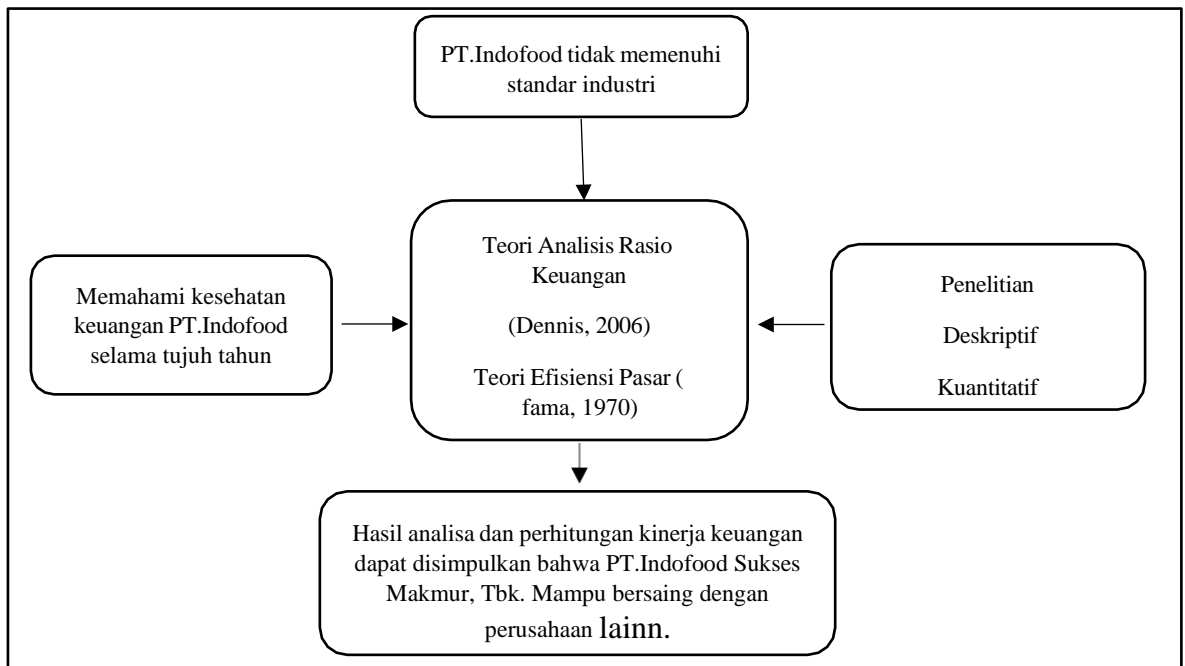 PT.Indofood tidak memenuhi
standar industri
Teori Analisis Rasio
Keuangan
(Dennis, 2006)
Teori Efisiensi Pasar (
fama, 1970)
Memahami kesehatan
keuangan PT.Indofood
selama tujuh tahun
Penelitian
Deskriptif
Kuantitatif
Hasil analisa dan perhitungan kinerja keuangan
dapat disimpulkan bahwa PT.Indofood Sukses
Makmur, Tbk. Mampu bersaing dengan
perusahaan lainn.